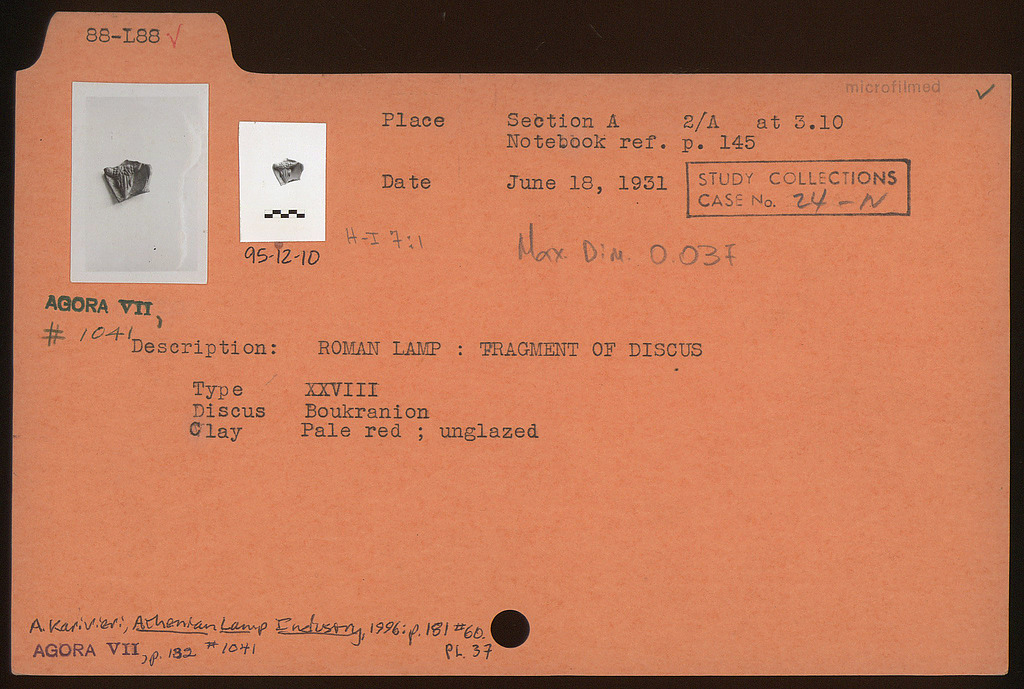 88-L88 ✓
microfilmed ✓
Place Section A 2/A at 3.10
Notebook ref. p. 145
Date June 18, 1931
STUDY COLLECTIONS
CASE No. 24-N
95-12-10
H-I 7:1
Max. Dim. 0.037
AGORA VII,
# 1041
Description: ROMAN LAMP : FRAGMENT OF DISCUS
Type XXVIII
Discus Boukranion
Clay Pale red ; unglazed
A. Karivieri, Athenian Lamp Industry, 1996: p. 181 #60.
PL. 37
AGORA VII, p. 132 #1041